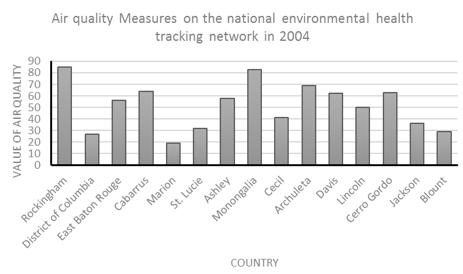 Air quality Measures on the national environmental health
tracking network in 2004
VALUE OF AIR QUALITY
90
80
70
60
50
40
30
20
10
0
Rockingham
District of Columbia
East Baton Rouge
Cabarrus
Marion
St. Lucie
Ashley
Monongalia
Cecil
Archuleta
Davis
Lincoln
Cerro Gordo
Jackson
Blount
COUNTRY